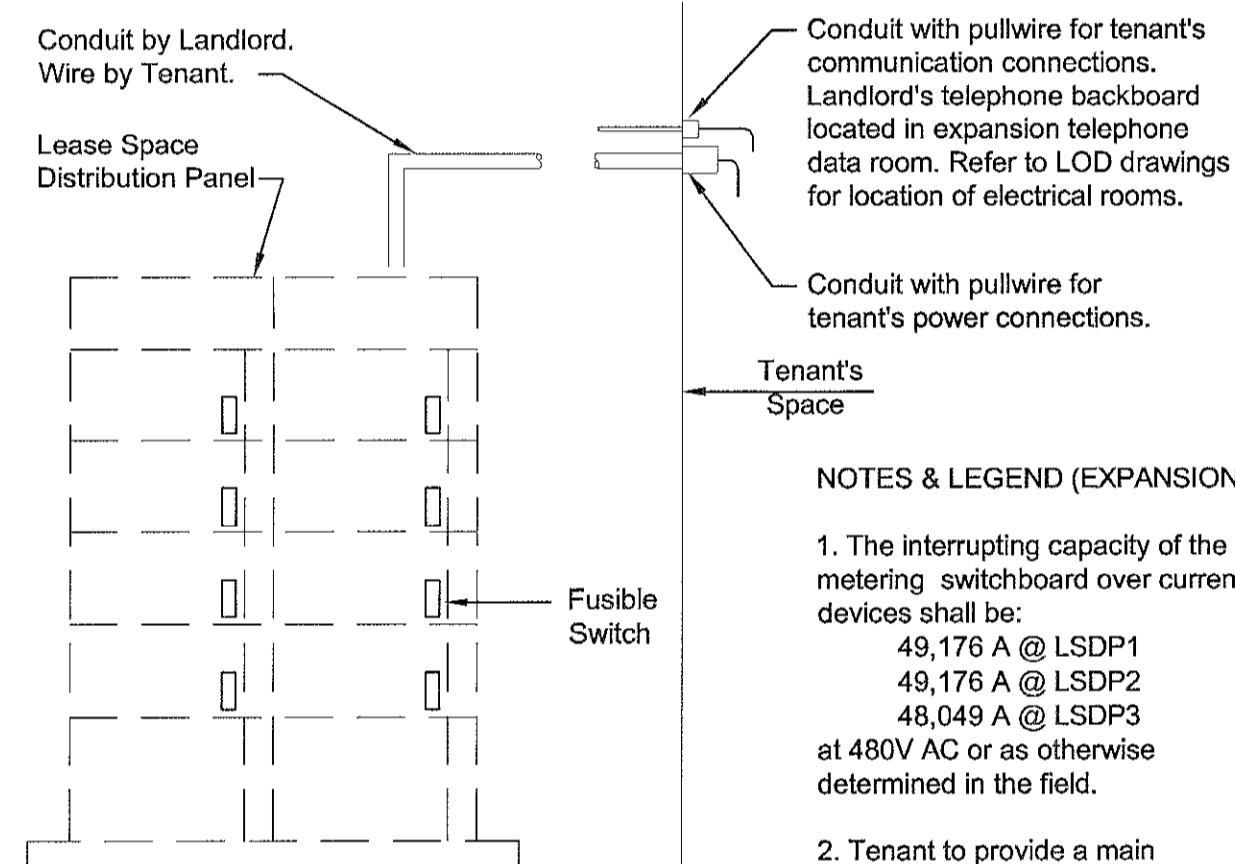 Conduit by Landlord.
Wire by Tenant.
Lease Space
Distribution Panel
Conduit with pullwire for tenant's
communication connections.
Landlord's telephone backboard
located in expansion telephone
data room. Refer to LOD drawings
for location of electrical rooms.
Conduit with pullwire for
tenant's power connections.
Tenant's
Space
Fusible
Switch
NOTES & LEGEND (EXPANSION
1. The interrupting capacity of the
metering switchboard over curren
devices shall be:
49,176 A @ LSDP1
49,176 A @ LSDP2
48,049 A @ LSDP3
at 480V AC or as otherwise
determined in the field.
2. Tenant to provide a main